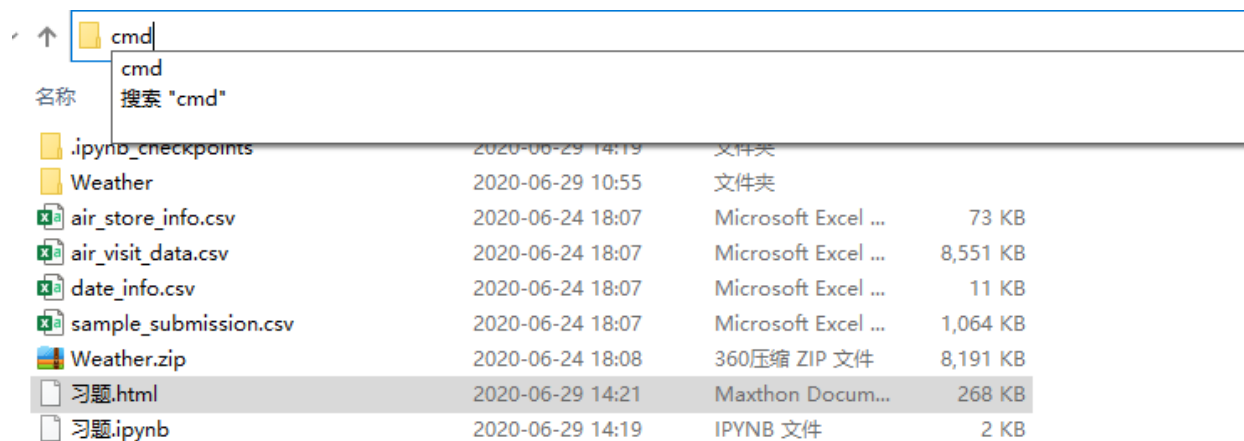 cmd
cmd
名称 搜索 "cmd"
.ipynb_checkpoints 2020-06-29 14:19 文件夹
Weather 2020-06-29 10:55 文件夹
air_store_info.csv 2020-06-24 18:07 Microsoft Excel ... 73 KB
air_visit_data.csv 2020-06-24 18:07 Microsoft Excel ... 8,551 KB
date_info.csv 2020-06-24 18:07 Microsoft Excel ... 11 KB
sample_submission.csv 2020-06-24 18:07 Microsoft Excel ... 1,064 KB
Weather.zip 2020-06-24 18:08 360压缩 ZIP 文件 8,191 KB
习题.html 2020-06-29 14:21 Maxthon Docum... 268 KB
习题.ipynb 2020-06-29 14:19 IPYNB 文件 2 KB